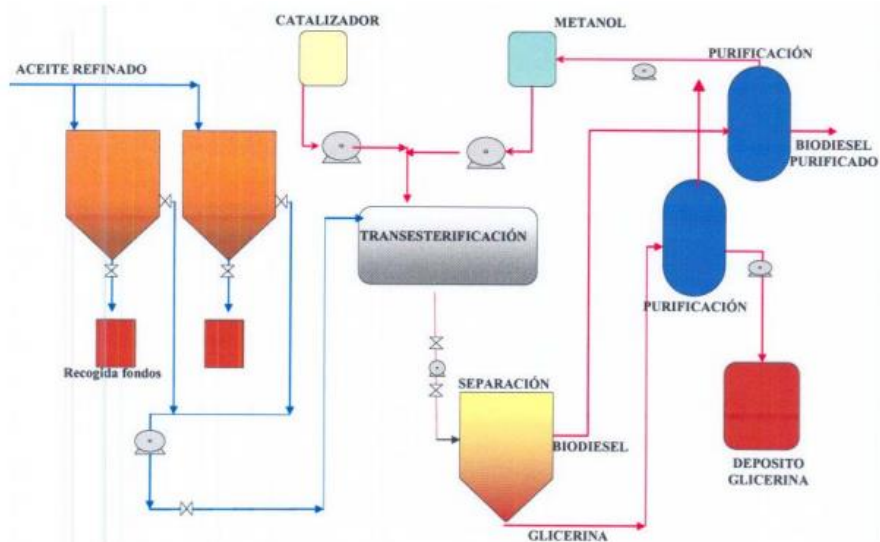 CATALIZADOR
METANOL
PURIFICACIÓN
ACEITE REFINADO
BIODIESEL
PURIFICADO
TRANSESTERIFICACIÓN
PURIFICACIÓN
Recogida fondos
SEPARACIÓN
BIODIESEL
DEPOSITO
GLICERINA
GLICERINA